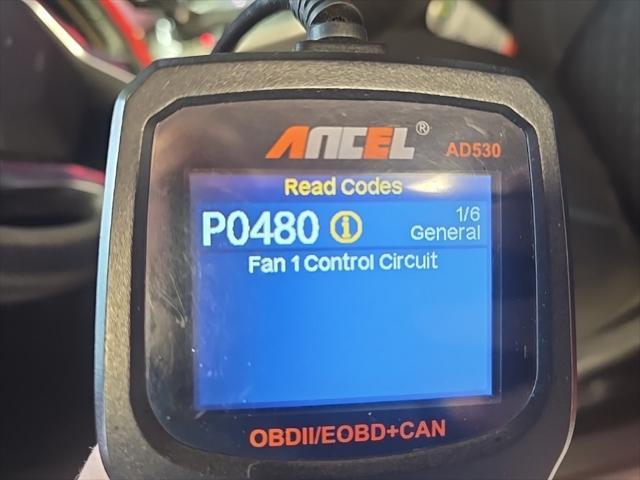 ANCEL®
AD530
Read Codes
P0480 i
1/6
General
Fan 1 Control Circuit
OBDII/EOBD+CAN